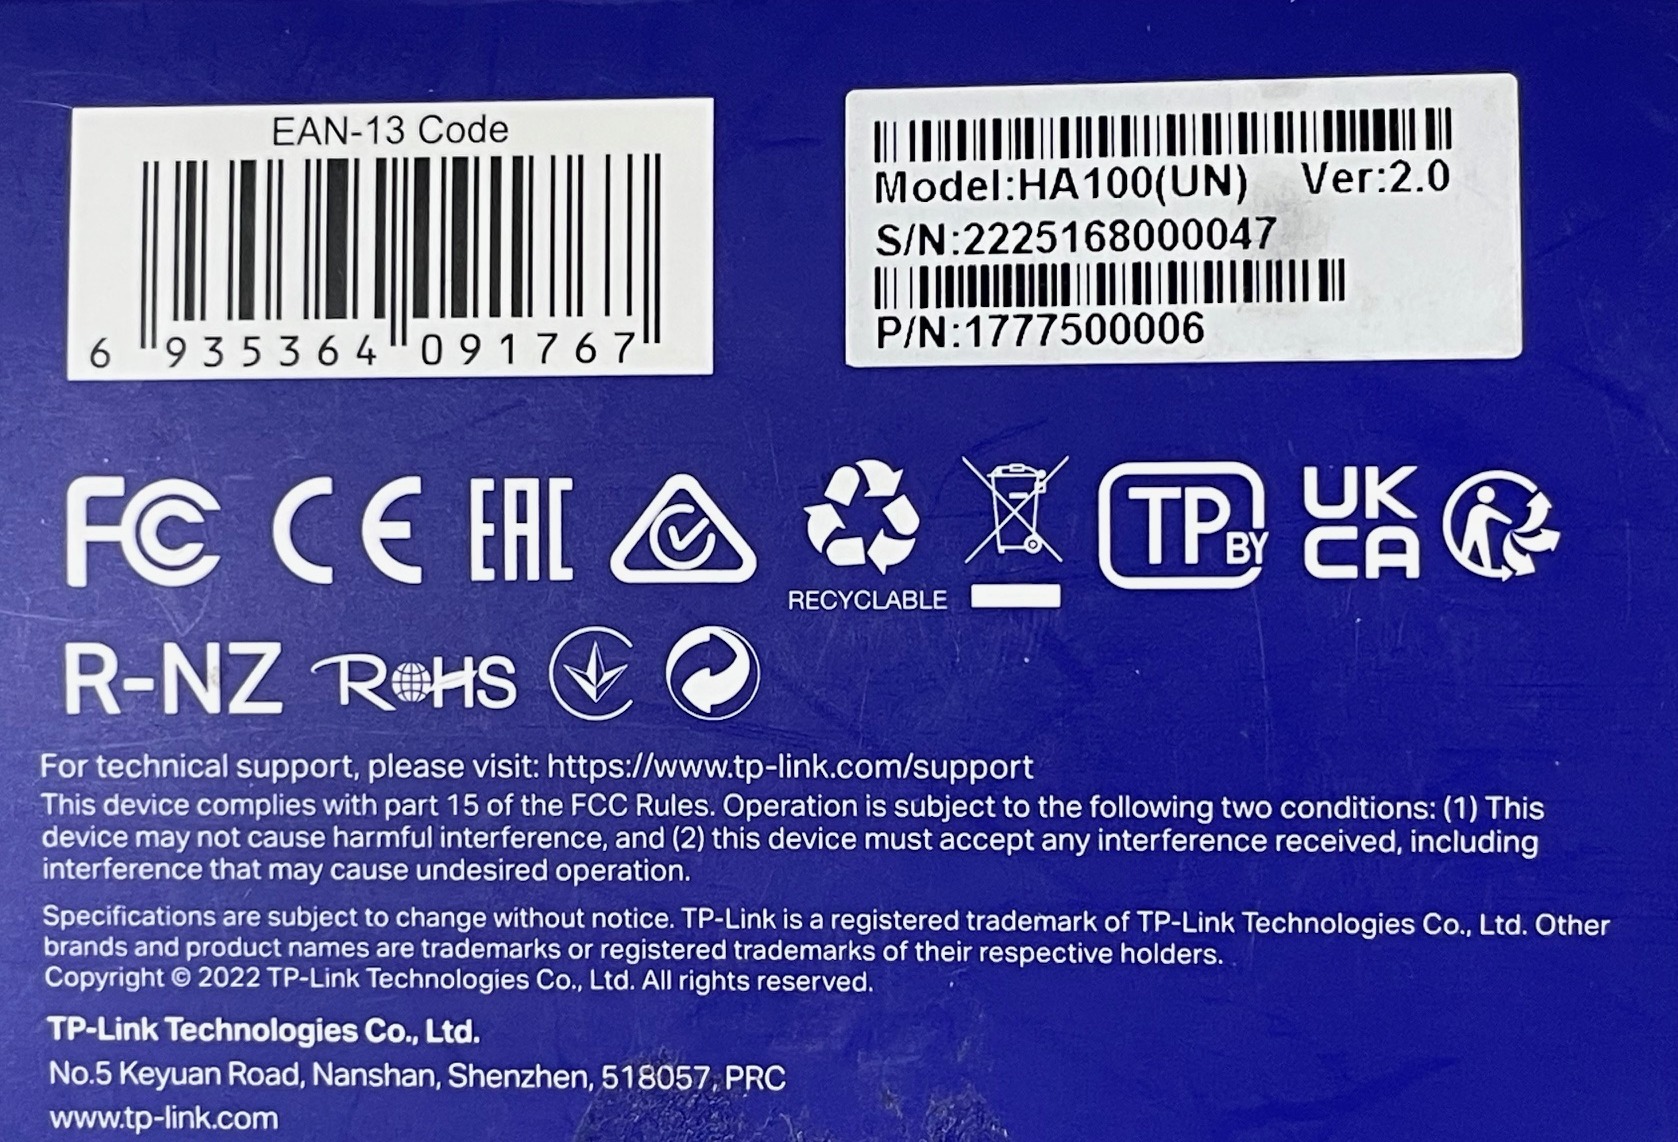 EAN-13 Code
6 935364 091767
Model:HA100(UN) Ver:2.0
S/N:2225168000047
P/N:1777500006
FC CE EAC RECYCLABLE TP BY UK CA
R-NZ RoHS
For technical support, please visit: https://www.tp-link.com/support
This device complies with part 15 of the FCC Rules. Operation is subject to the following two conditions: (1) This
device may not cause harmful interference, and (2) this device must accept any interference received, including
interference that may cause undesired operation.
Specifications are subject to change without notice. TP-Link is a registered trademark of TP-Link Technologies Co., Ltd. Other
brands and product names are trademarks or registered trademarks of their respective holders.
Copyright © 2022 TP-Link Technologies Co., Ltd. All rights reserved.
TP-Link Technologies Co., Ltd.
No.5 Keyuan Road, Nanshan, Shenzhen, 518057, PRC
www.tp-link.com